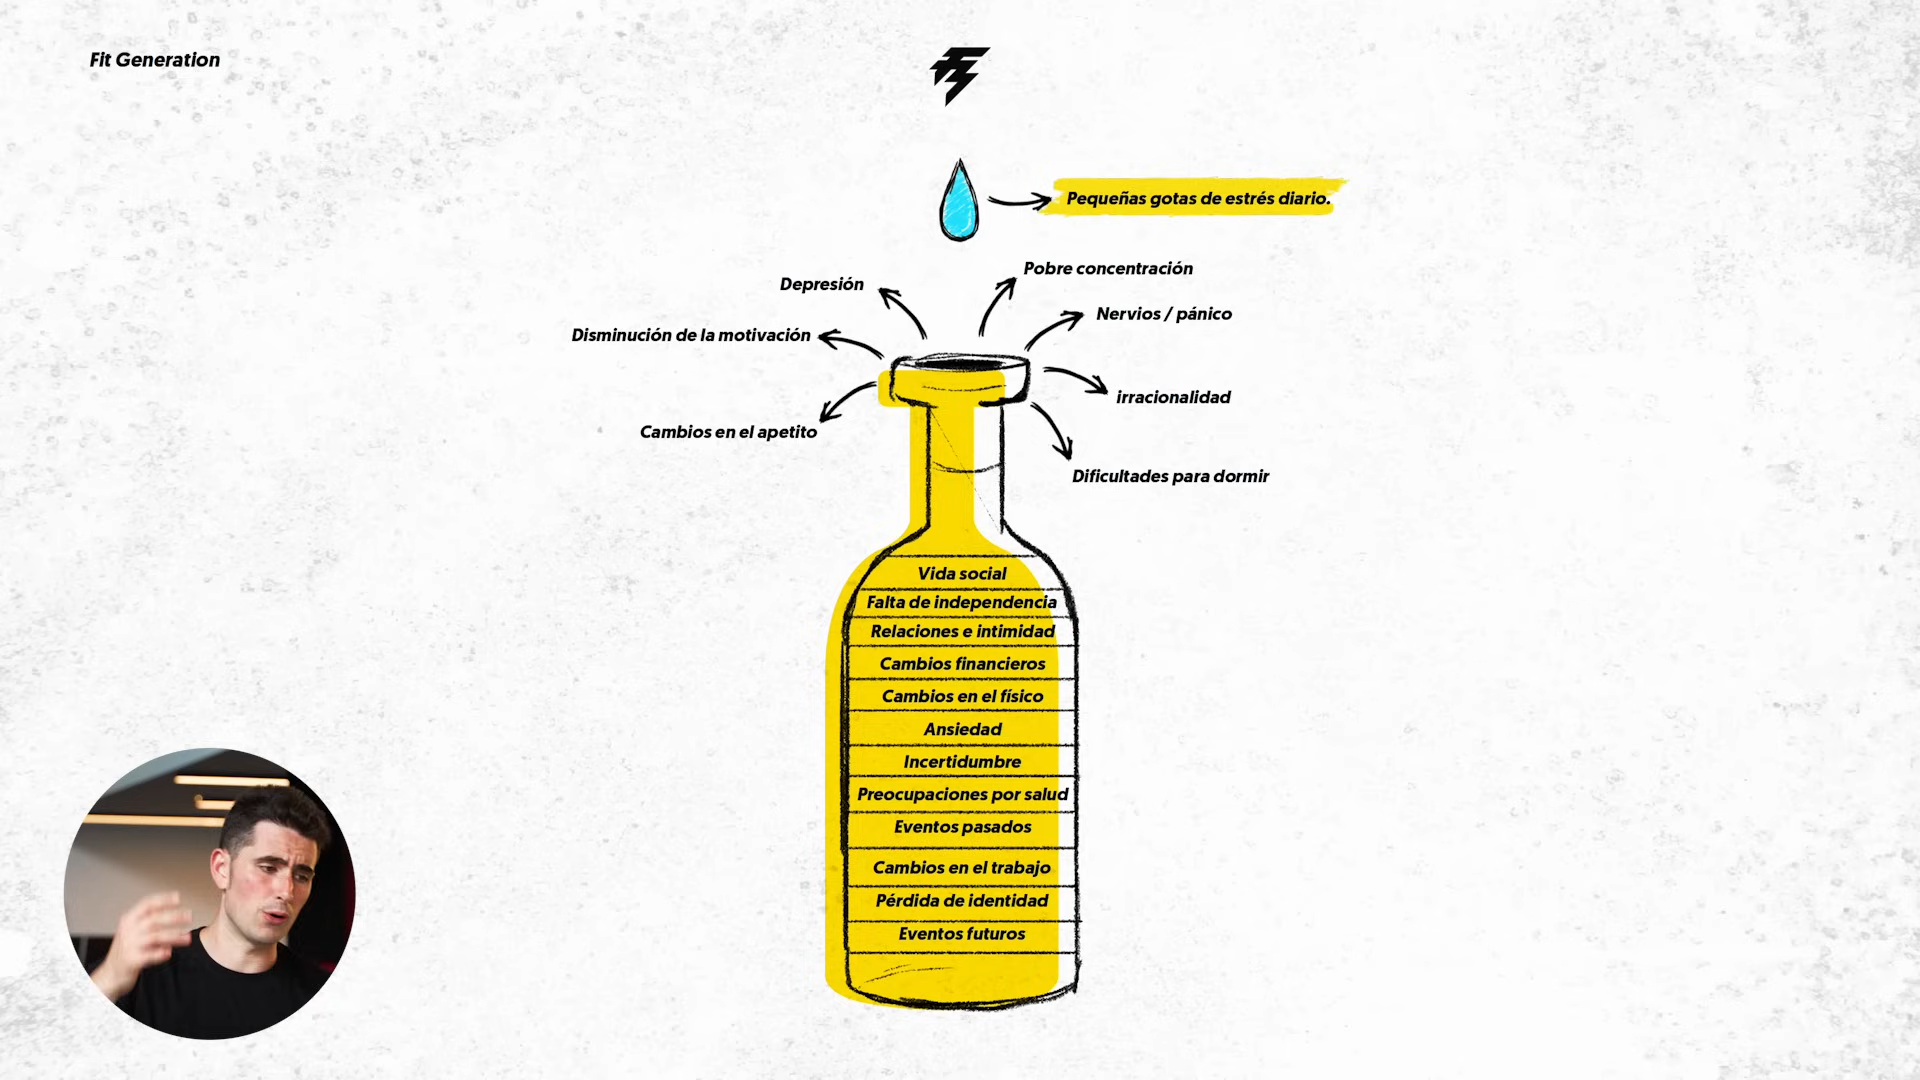 Fit Generation
Pequeñas gotas de estrés diario.
Pobre concentración
Depresión
Nervios / pánico
Disminución de la motivación
irracionalidad
Cambios en el apetito
Dificultades para dormir
Vida social
Falta de independencia
Relaciones e intimidad
Cambios financieros
Cambios en el físico
Ansiedad
Incertidumbre
Preocupaciones por salud
Eventos pasados
Cambios en el trabajo
Pérdida de identidad
Eventos futuros